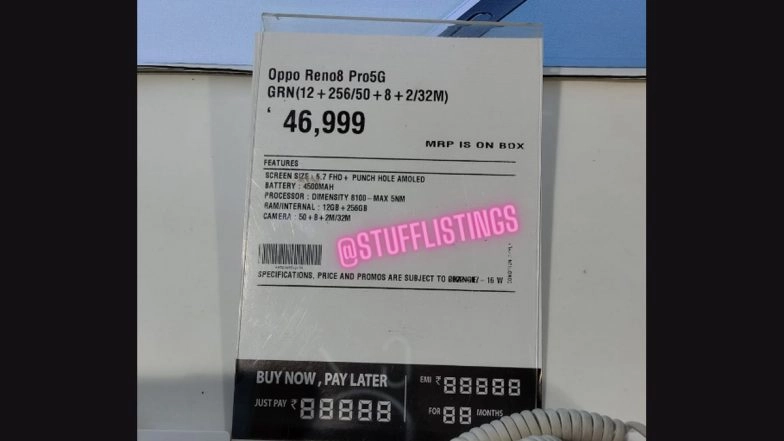 Oppo Reno8 Pro5G
GRN(12+256/50+8+2/32M)
46,999
MRP IS ON BOX
FEATURES
SCREEN SIZE : 6.7 FHD+ PUNCH HOLE AMOLED
BATTERY : 4500MAH
PROCESSOR : DIMENSITY 8100-MAX 5NM
RAM/INTERNAL : 12GB+256GB
CAMERA : 50+8+2M/32M
@STUFFLISTINGS
SPECIFICATIONS, PRICE AND PROMOS ARE SUBJECT TO
- 16 W
BUY NOW, PAY LATER
EMI ₹ 88888
JUST PAY ₹ 88888
FOR 88 MONTHS